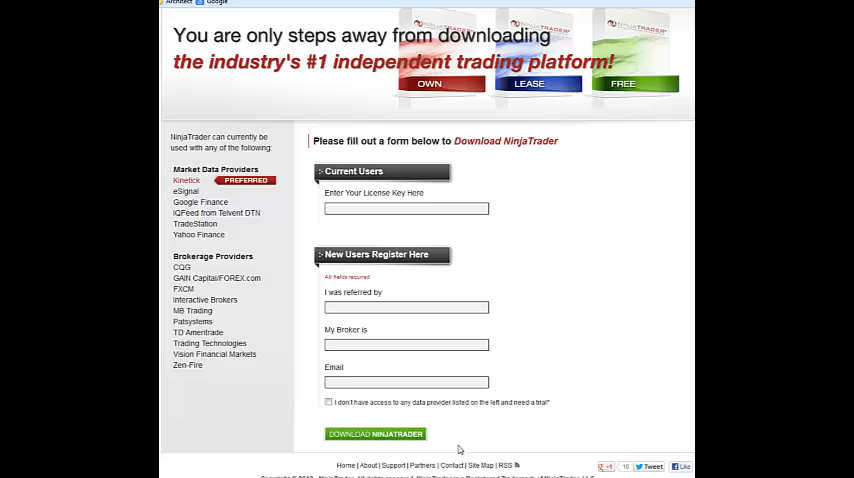 Architect Google
You are only steps away from downloading
the industry's #1 independent trading platform!
NINJATRADER NINJATRADER NINJATRADER
OWN LEASE FREE
NinjaTrader can currently be
used with any of the following:
Market Data Providers
Kinetick PREFERRED
eSignal
Google Finance
IQFeed from Telvent DTN
TradeStation
Yahoo Finance
Brokerage Providers
CQG
GAIN Capital/FOREX.com
FXCM
Interactive Brokers
MB Trading
Patsystems
TD Ameritrade
Trading Technologies
Vision Financial Markets
Zen-Fire
Please fill out a form below to Download NinjaTrader
:· Current Users
Enter Your License Key Here
:· New Users Register Here
All fields required
I was referred by
My Broker is
Email
I don't have access to any data provider listed on the left and need a trial*
DOWNLOAD NINJATRADER
Home | About | Support | Partners | Contact | Site Map | RSS
+1 10 Tweet Like